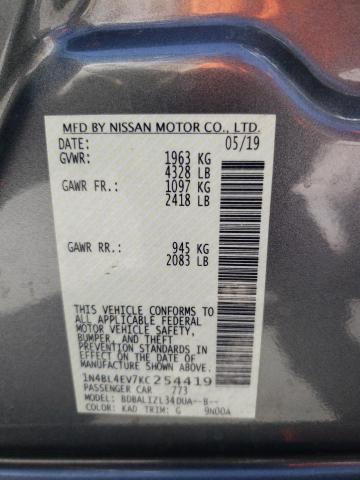 MFD BY NISSAN MOTOR CO., LTD.
DATE: 05/19
GVWR: 1963 KG
4328 LB
GAWR FR.: 1097 KG
2418 LB
GAWR RR.: 945 KG
2083 LB
THIS VEHICLE CONFORMS TO
ALL APPLICABLE FEDERAL
MOTOR VEHICLE SAFETY,
BUMPER, AND THEFT
PREVENTION STANDARDS IN
EFFECT ON THE DATE OF
MANUFACTURE SHOWN ABOVE.
1N4BL4EV7KC254419
PASSENGER CAR 773
MODEL: BDBALIZL34DUA--B--
COLOR: KAD TRIM: G 9N00A